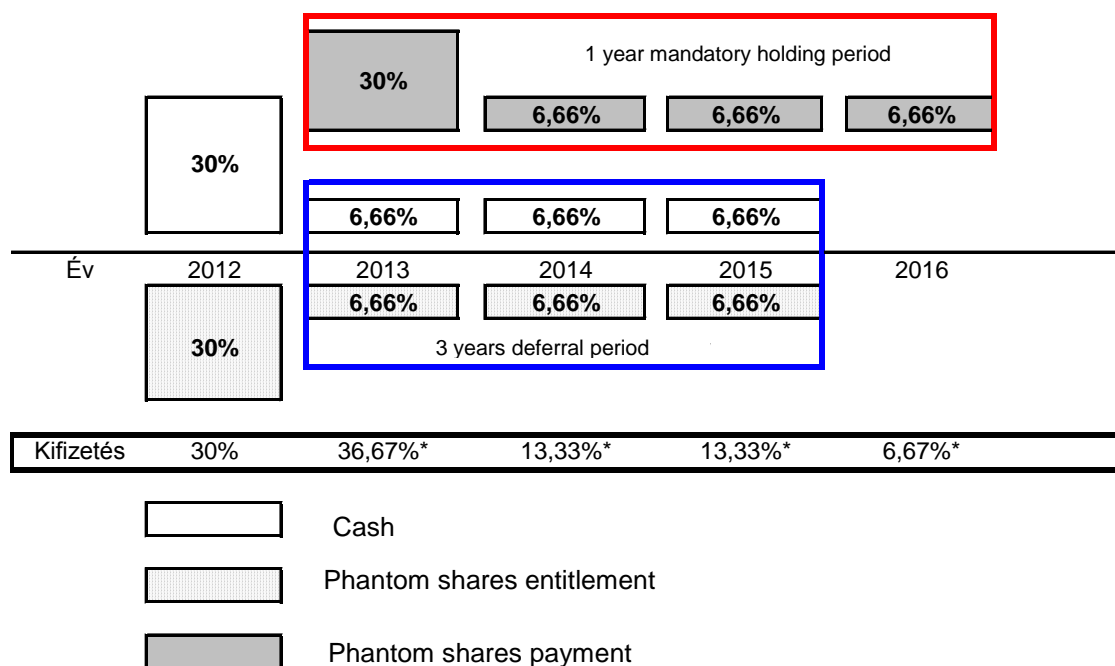 1 year mandatory holding period
30%
6,66% 6,66% 6,66%
30%
6,66% 6,66% 6,66%
Év 2012 2013 2014 2015 2016
6,66% 6,66% 6,66%
30%
3 years deferral period
Kifizetés 30% 36,67%* 13,33%* 13,33%* 6,67%*
Cash
Phantom shares entitlement
Phantom shares payment